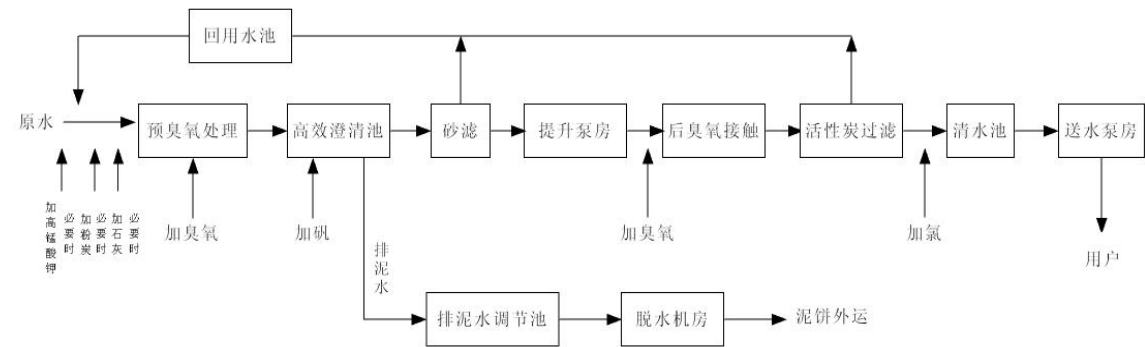 回用水池
原水
预臭氧处理
高效澄清池
砂滤
提升泵房
后臭氧接触
活性炭过滤
清水池
送水泵房
加高锰酸钾
必要时
加粉炭
必要时
加石灰
必要时
加臭氧
加矾
排泥水
加臭氧
加氯
用户
排泥水调节池
脱水机房
泥饼外运